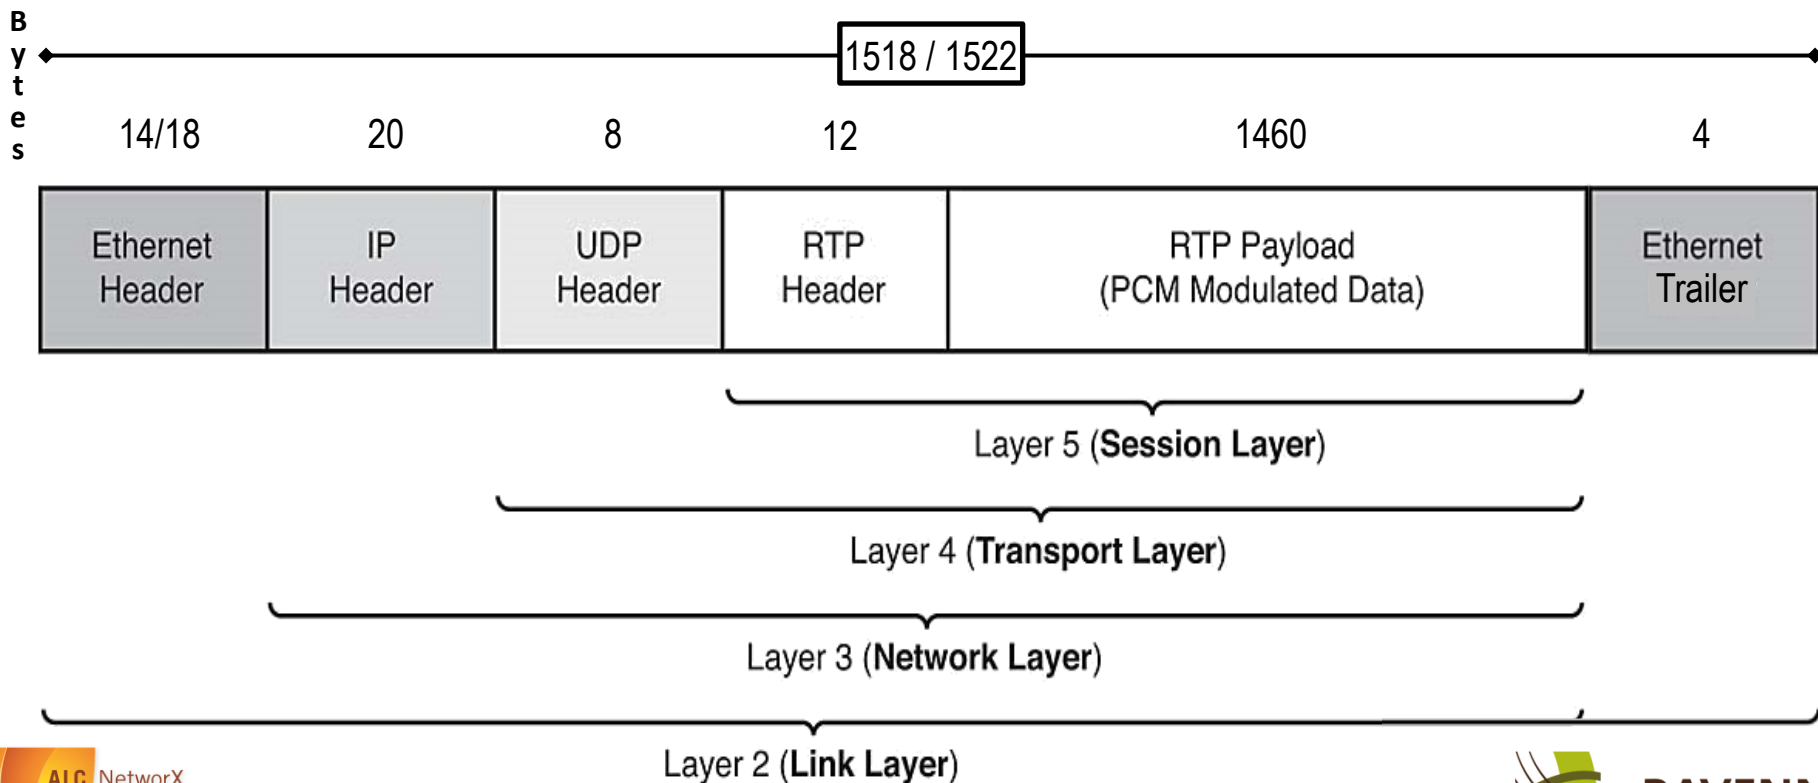 Bytes
1518 / 1522
14/18 20 8 12 1460 4
Ethernet Header
IP Header
UDP Header
RTP Header
RTP Payload
(PCM Modulated Data)
Ethernet Trailer
Layer 5 (Session Layer)
Layer 4 (Transport Layer)
Layer 3 (Network Layer)
Layer 2 (Link Layer)
ALC NetworX